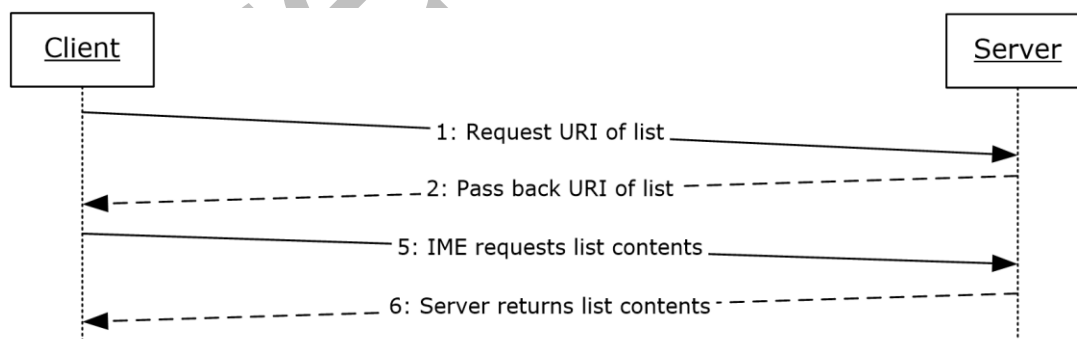 Client
Server
1: Request URI of list
2: Pass back URI of list
5: IME requests list contents
6: Server returns list contents